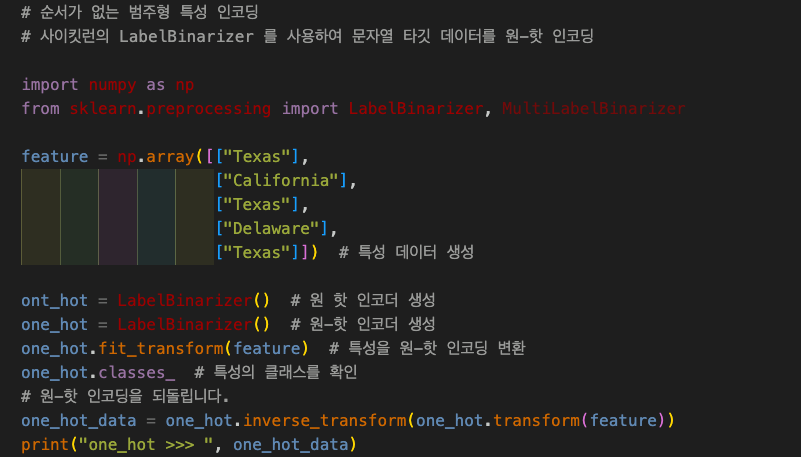 # 순서가 없는 범주형 특성 인코딩
# 사이킷런의 LabelBinarizer 를 사용하여 문자열 타깃 데이터를 원-핫 인코딩
import numpy as np
from sklearn.preprocessing import LabelBinarizer, MultiLabelBinarizer
feature = np.array([["Texas"],
["California"],
["Texas"],
["Delaware"],
["Texas"]])  # 특성 데이터 생성
ont_hot = LabelBinarizer()  # 원 핫 인코더 생성
one_hot = LabelBinarizer()  # 원-핫 인코더 생성
one_hot.fit_transform(feature)  # 특성을 원-핫 인코딩 변환
one_hot.classes_  # 특성의 클래스를 확인
# 원-핫 인코딩을 되돌립니다.
one_hot_data = one_hot.inverse_transform(one_hot.transform(feature))
print("one_hot >>> ", one_hot_data)